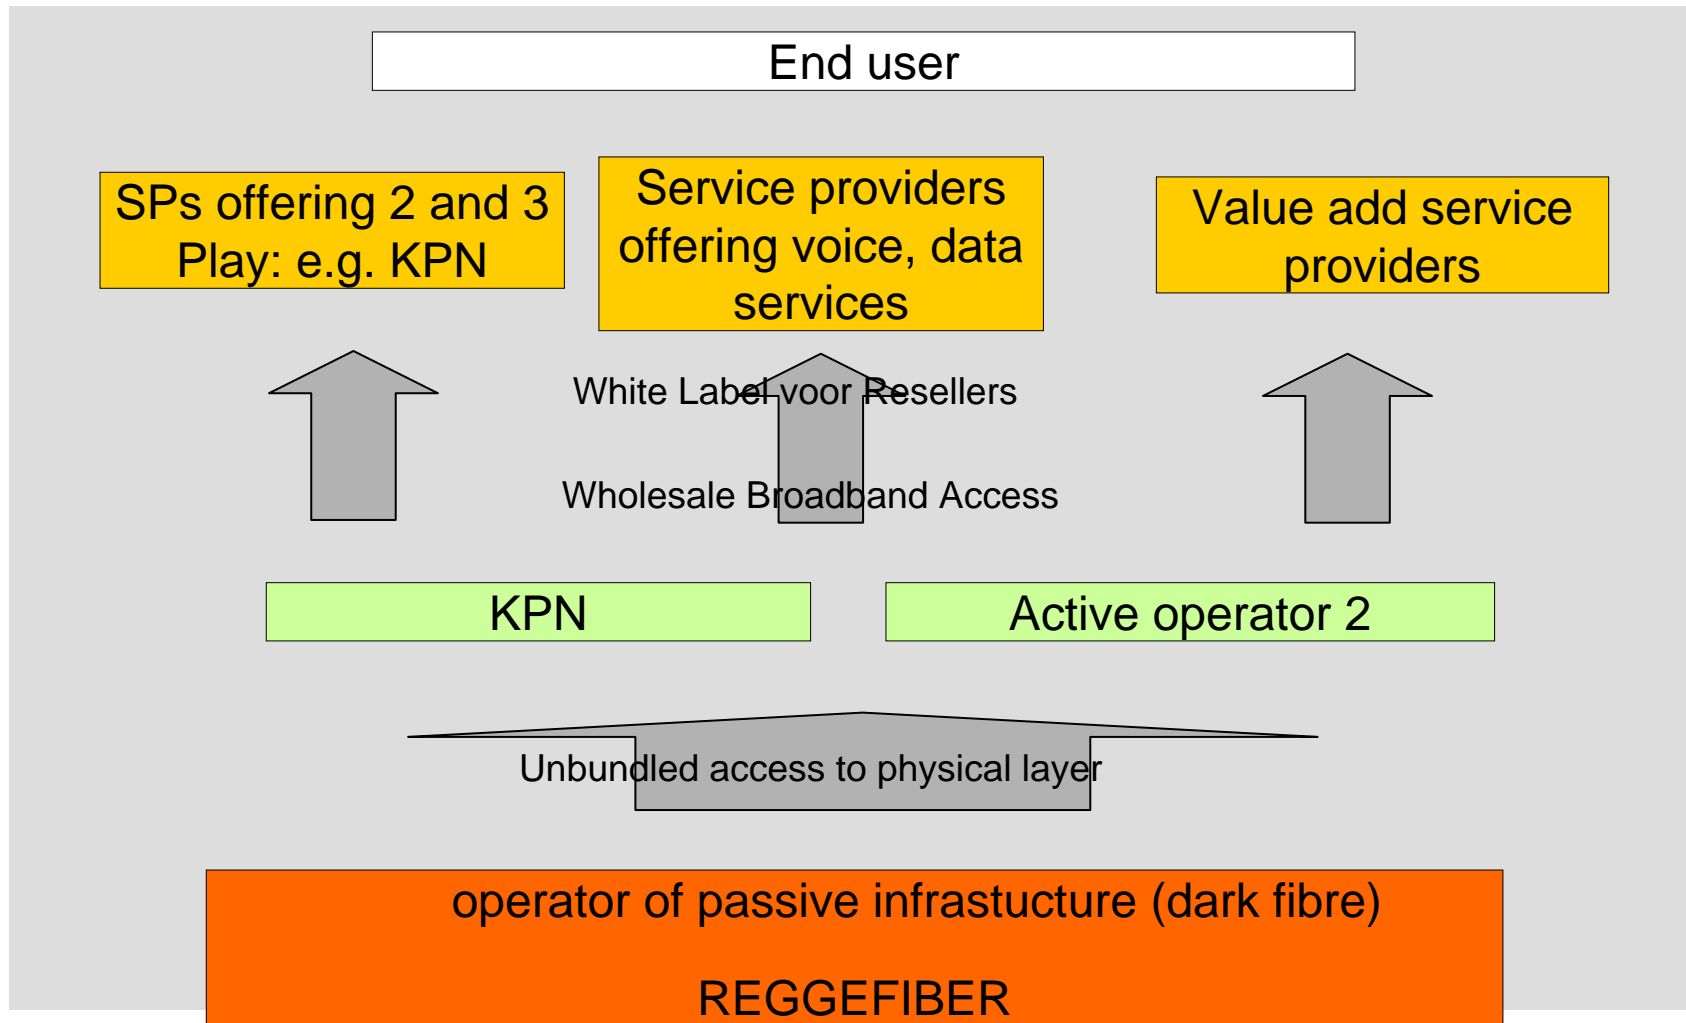 End user
SPs offering 2 and 3
Play: e.g. KPN
Service providers
offering voice, data
services
Value add service
providers
White Label voor Resellers
Wholesale Broadband Access
KPN
Active operator 2
Unbundled access to physical layer
operator of passive infrastucture (dark fibre)
REGGEFIBER